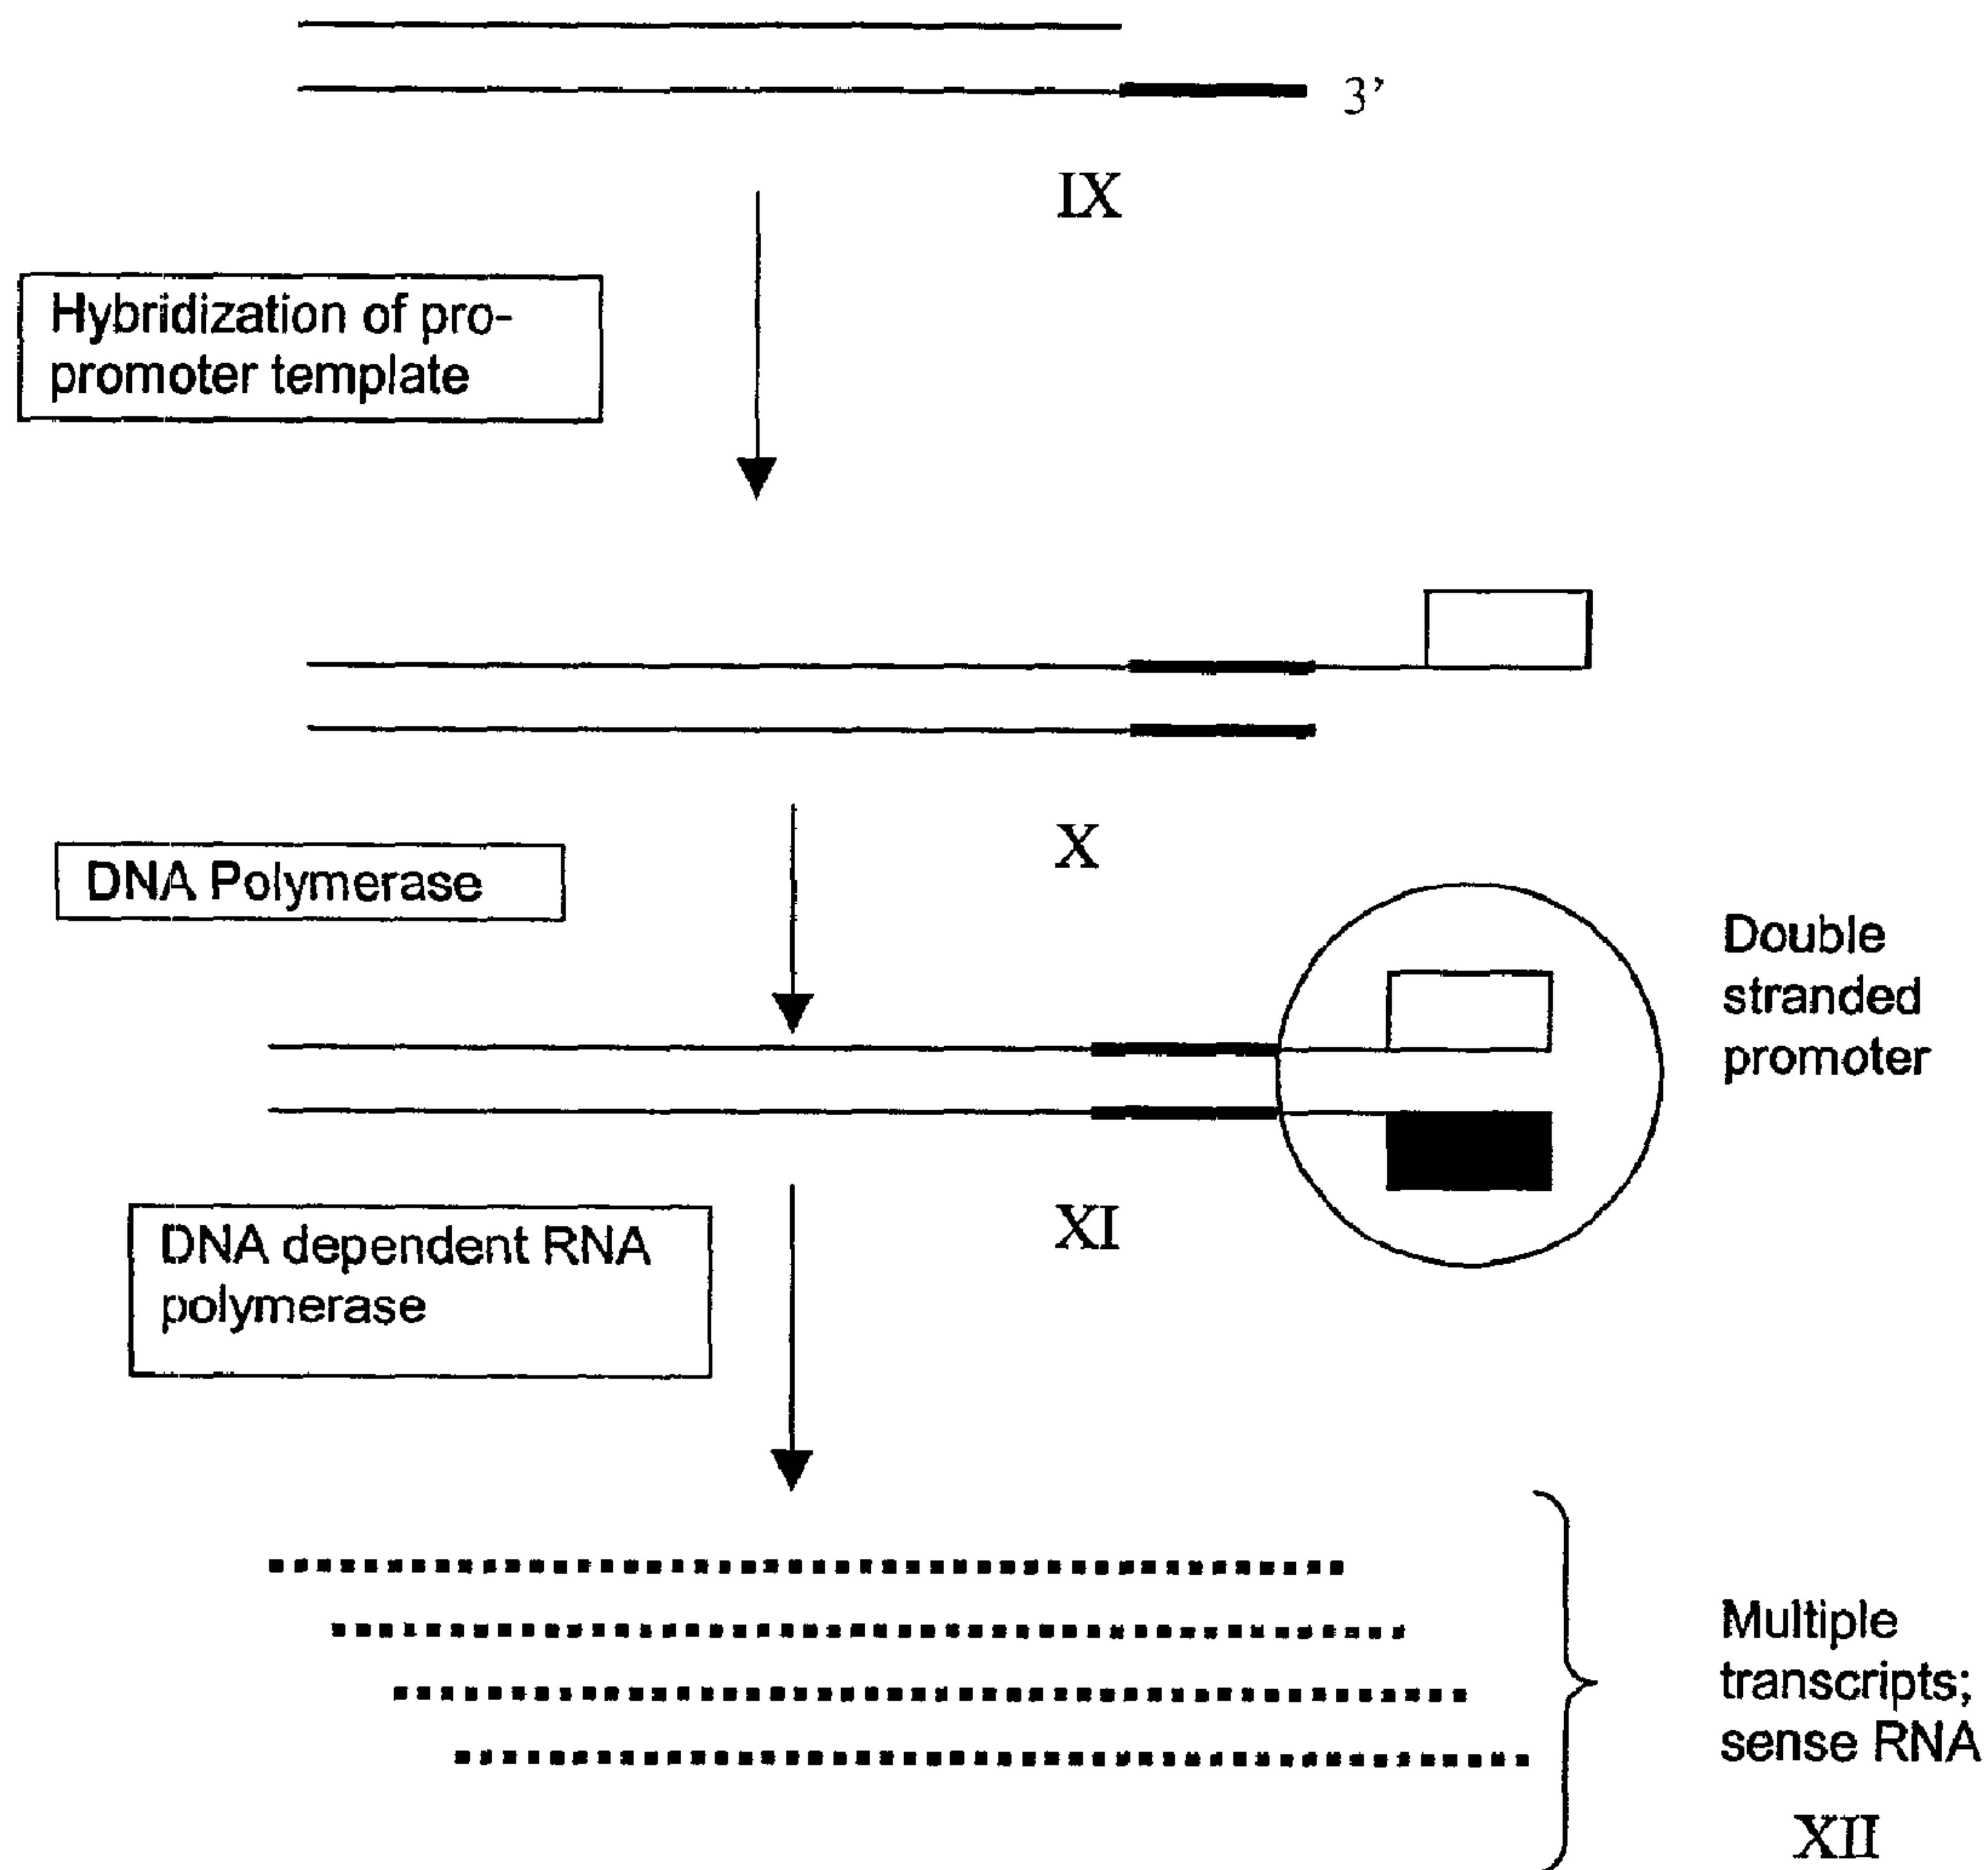 3’
IX
Hybridization of pro-
promoter template
X
DNA Polymerase
Double
stranded
promoter
XI
DNA dependent RNA
polymerase
Multiple
transcripts;
sense RNA
XII